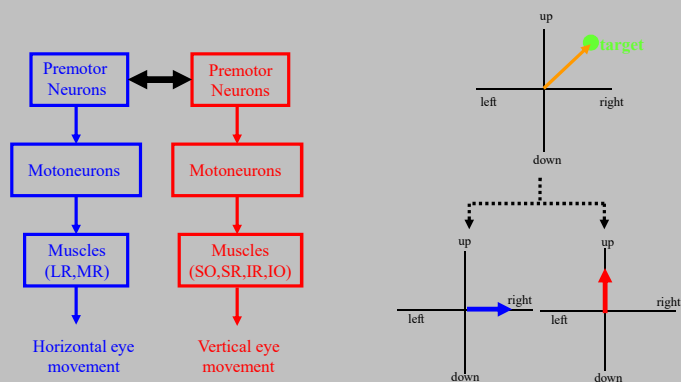 Premotor
Neurons
Premotor
Neurons
Motoneurons
Motoneurons
Muscles
(LR,MR)
Muscles
(SO,SR,IR,IO)
Horizontal eye
movement
Vertical eye
movement
up
target
left
right
down
up
right
left
down
up
right
left
down